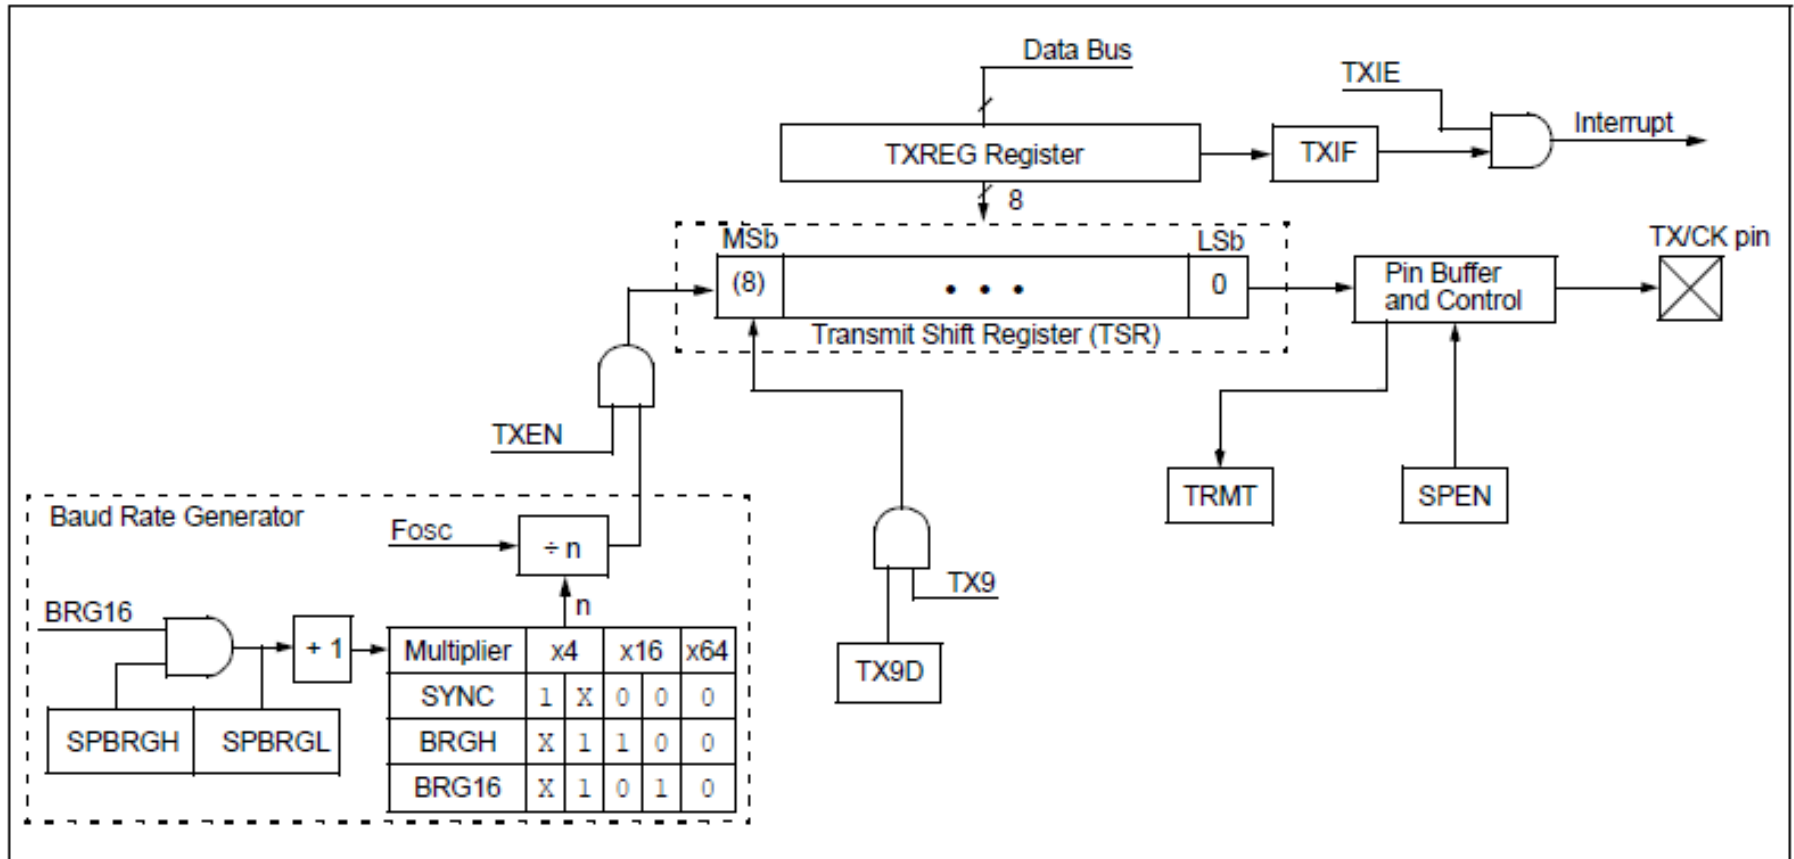 Data Bus
TXIE
Interrupt
TXREG Register
TXIF
8
MSb
LSb
TX/CK pin
(8)
• • •
0
Pin Buffer
and Control
Transmit Shift Register (TSR)
TXEN
TRMT
SPEN
Baud Rate Generator
Fosc
÷ n
TX9
n
BRG16
+ 1
Multiplier x4 x16 x64
TX9D
SYNC 1 X 0 0 0
SPBRGH SPBRGL
BRGH X 1 1 0 0
BRG16 X 1 0 1 0